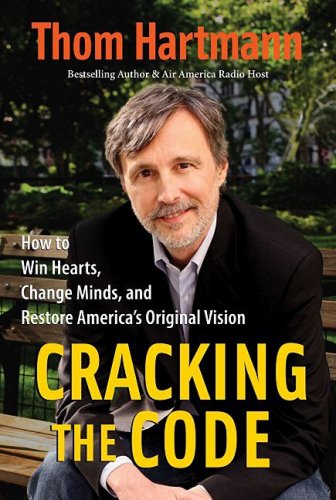 Thom Hartmann
Bestselling Author & Air America Radio Host
How to
Win Hearts,
Change Minds, and
Restore America's Original Vision
CRACKING
THE CODE